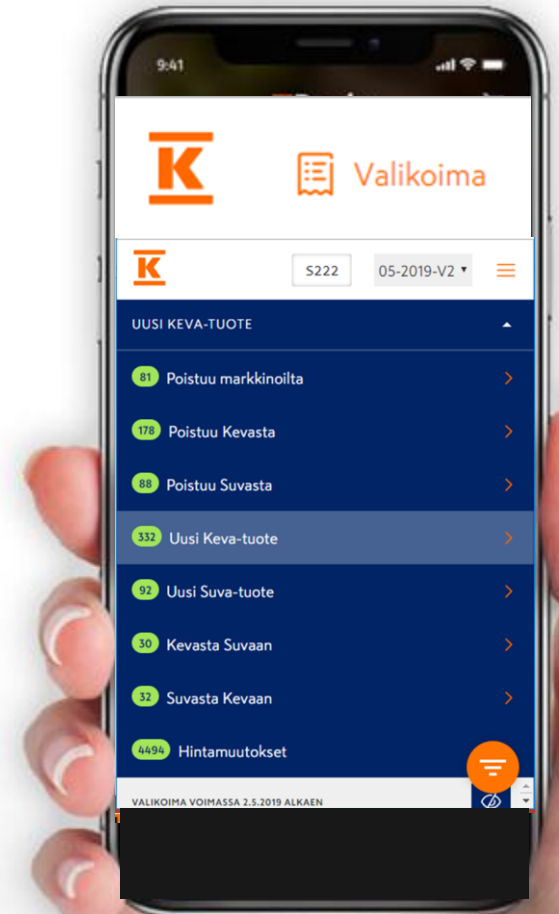 9:41
K
Valikoima
K
S222
05-2019-V2
UUSI KEVA-TUOTE
81 Poistuu markkinoilta
178 Poistuu Kevasta
88 Poistuu Suvasta
332 Uusi Keva-tuote
92 Uusi Suva-tuote
30 Kevasta Suvaan
32 Suvasta Kevaan
4494 Hintamuutokset
VALIKOIMA VOIMASSA 2.5.2019 ALKAEN